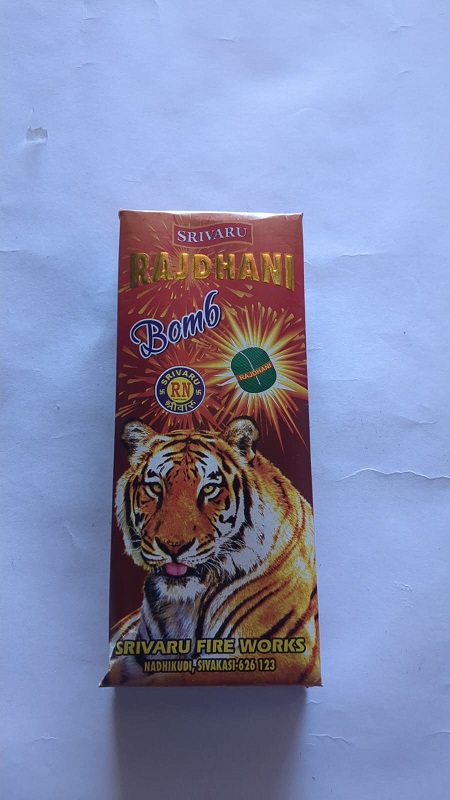 SRIVARU
RAJDHANI
Bomb
RAJDHANI
SRIVARU
RN
श्रीवारु
SRIVARU FIRE WORKS
NADHIKUDI, SIVAKASI-626 123